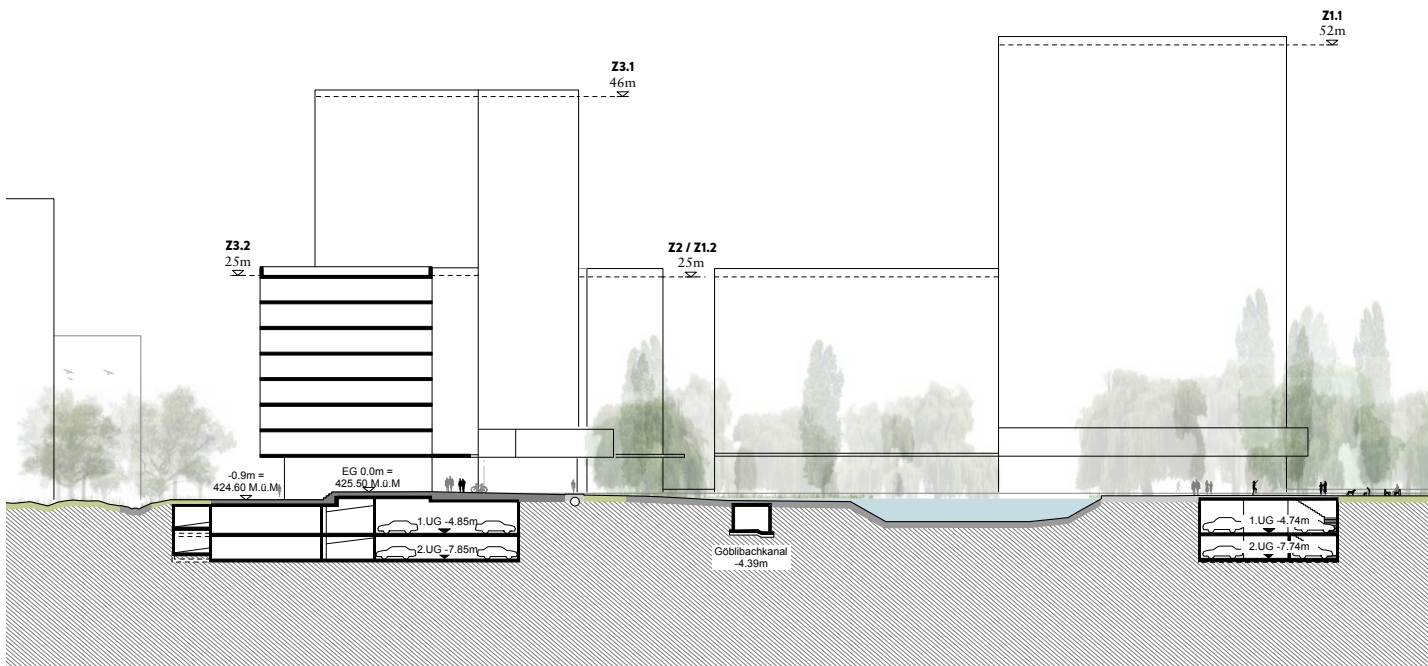 Z1.1
52m
Z3.1
46m
Z3.2
25m
Z2 / Z1.2
25m
-0.9m =
424.60 M.ü.M
EG 0.0m =
425.50 M.ü.M
1.UG -4.85m
2.UG -7.85m
Göblibachkanal
-4.39m
1.UG -4.74m
2.UG -7.74m